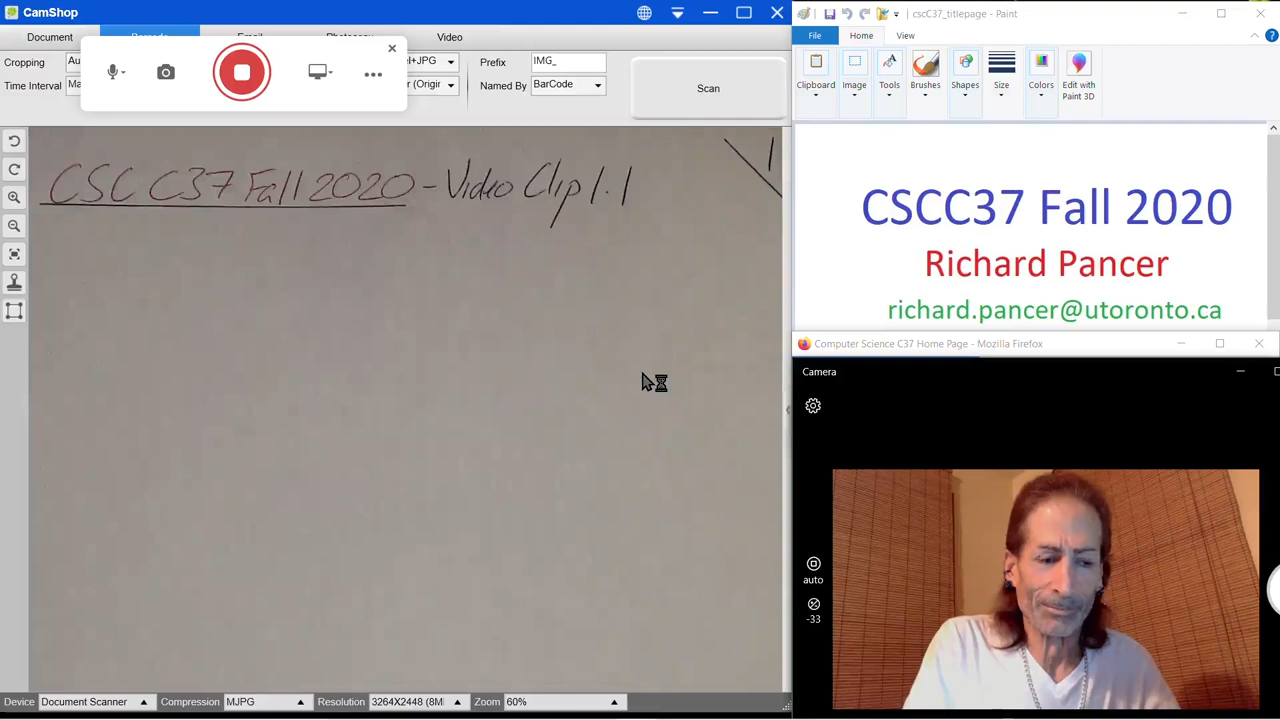 CamShop
Document
Email
Video
Cropping
Prefix
IMG_
Time Interval
Named By
BarCode
Scan
CSC C37 Fall 2020 - Video Clip 1.1
1
Device
Document Scanner
Compression
MJPG
Resolution
3264X2448 (8M
Zoom
60%
cscC37_titlepage - Paint
File
Home
View
Clipboard
Image
Tools
Brushes
Shapes
Size
Colors
Edit with
Paint 3D
CSCC37 Fall 2020
Richard Pancer
richard.pancer@utoronto.ca
Computer Science C37 Home Page - Mozilla Firefox
Camera
auto
-33